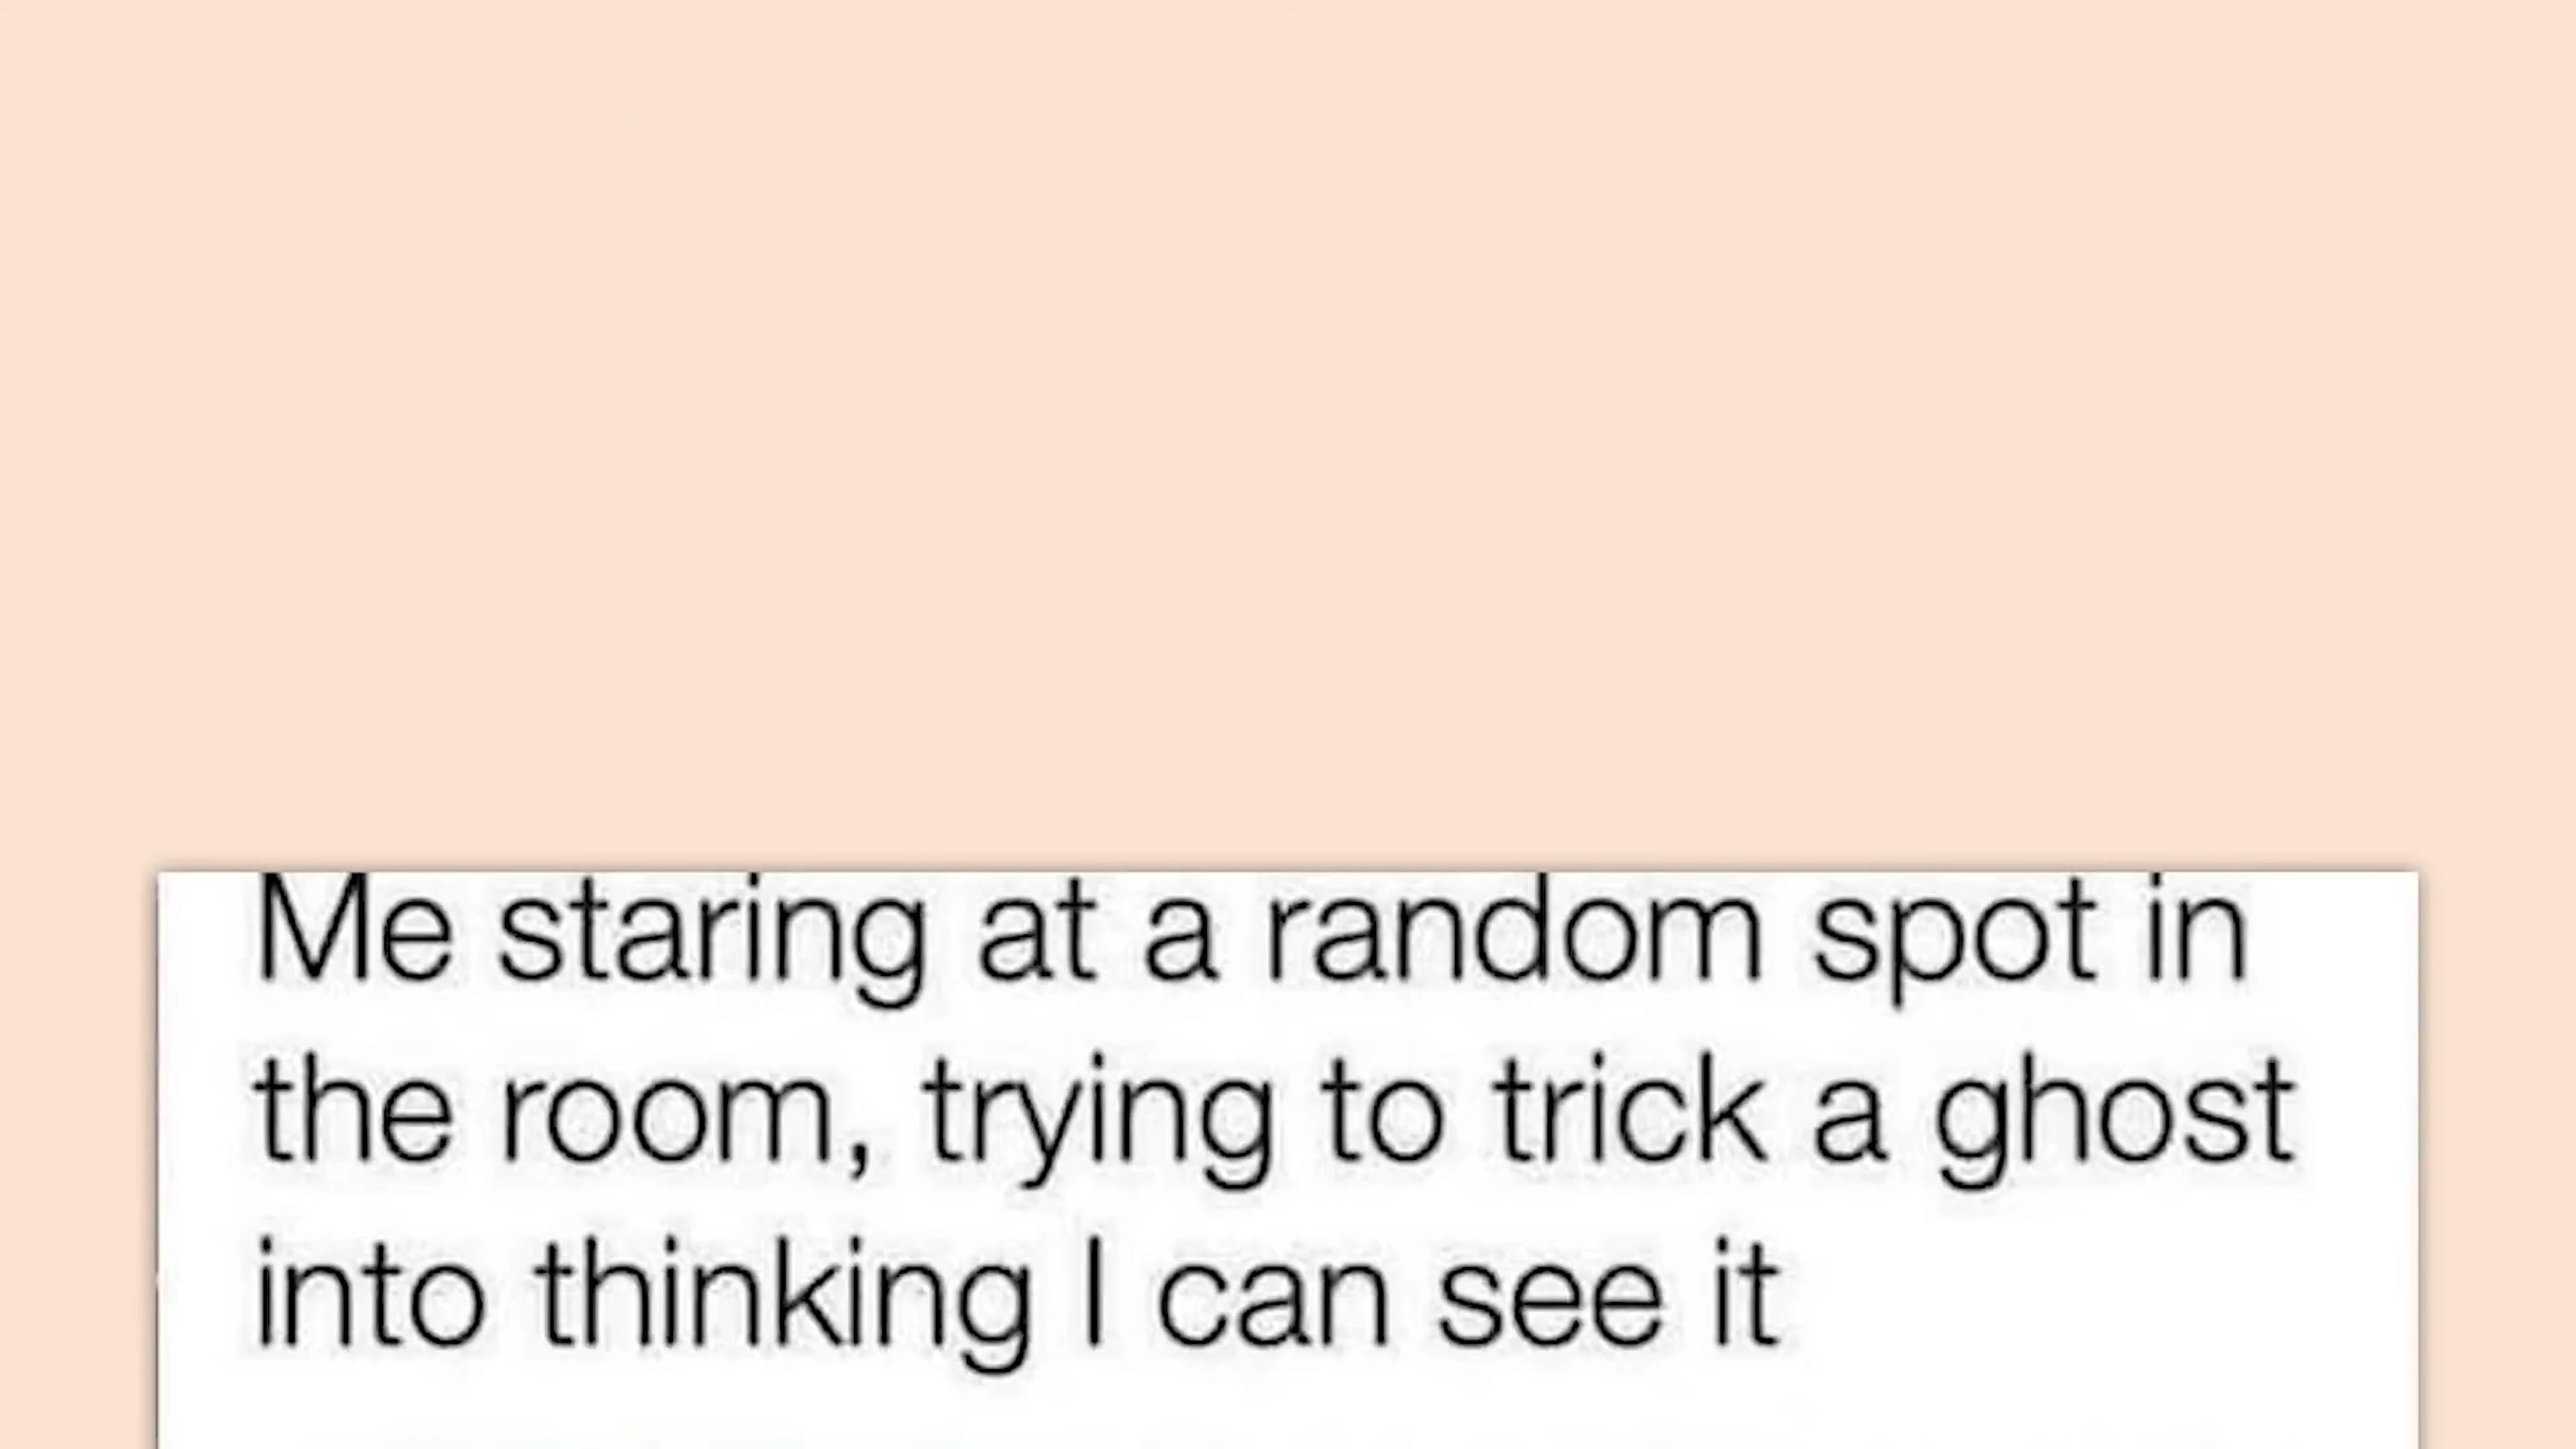 Me staring at a random spot in
the room, trying to trick a ghost
into thinking I can see it